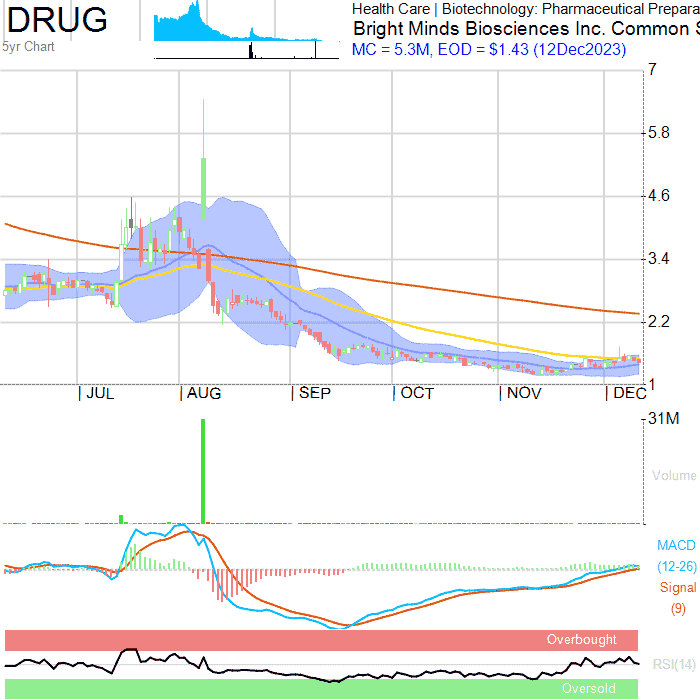 DRUG
5yr Chart
Health Care | Biotechnology: Pharmaceutical Prepara
Bright Minds Biosciences Inc. Common S
MC = 5.3M, EOD = $1.43 (12Dec2023)
7
5.8
4.6
3.4
2.2
1
| JUL | AUG | SEP | OCT | NOV | DEC
31M
Volume
MACD
(12-26)
Signal
(9)
Overbought
RSI(14)
Oversold